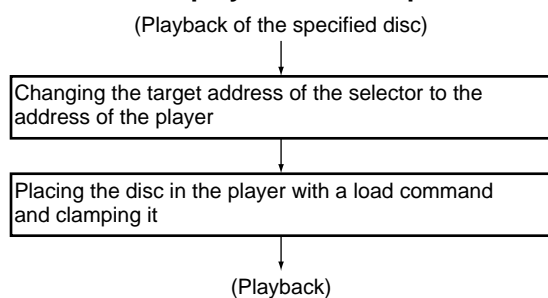 (Playback of the specified disc)
Changing the target address of the selector to the
address of the player
Placing the disc in the player with a load command
and clamping it
(Playback)